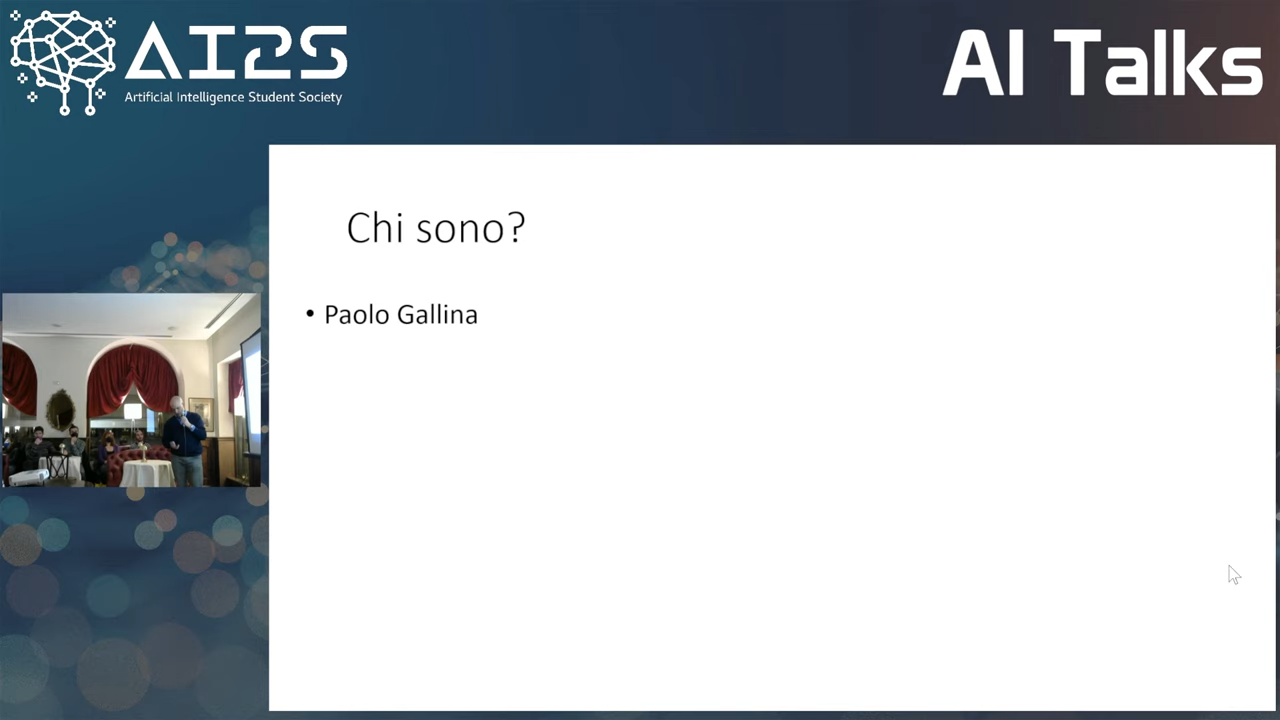 AI2S
Artificial Intelligence Student Society
AI Talks
Chi sono?
• Paolo Gallina